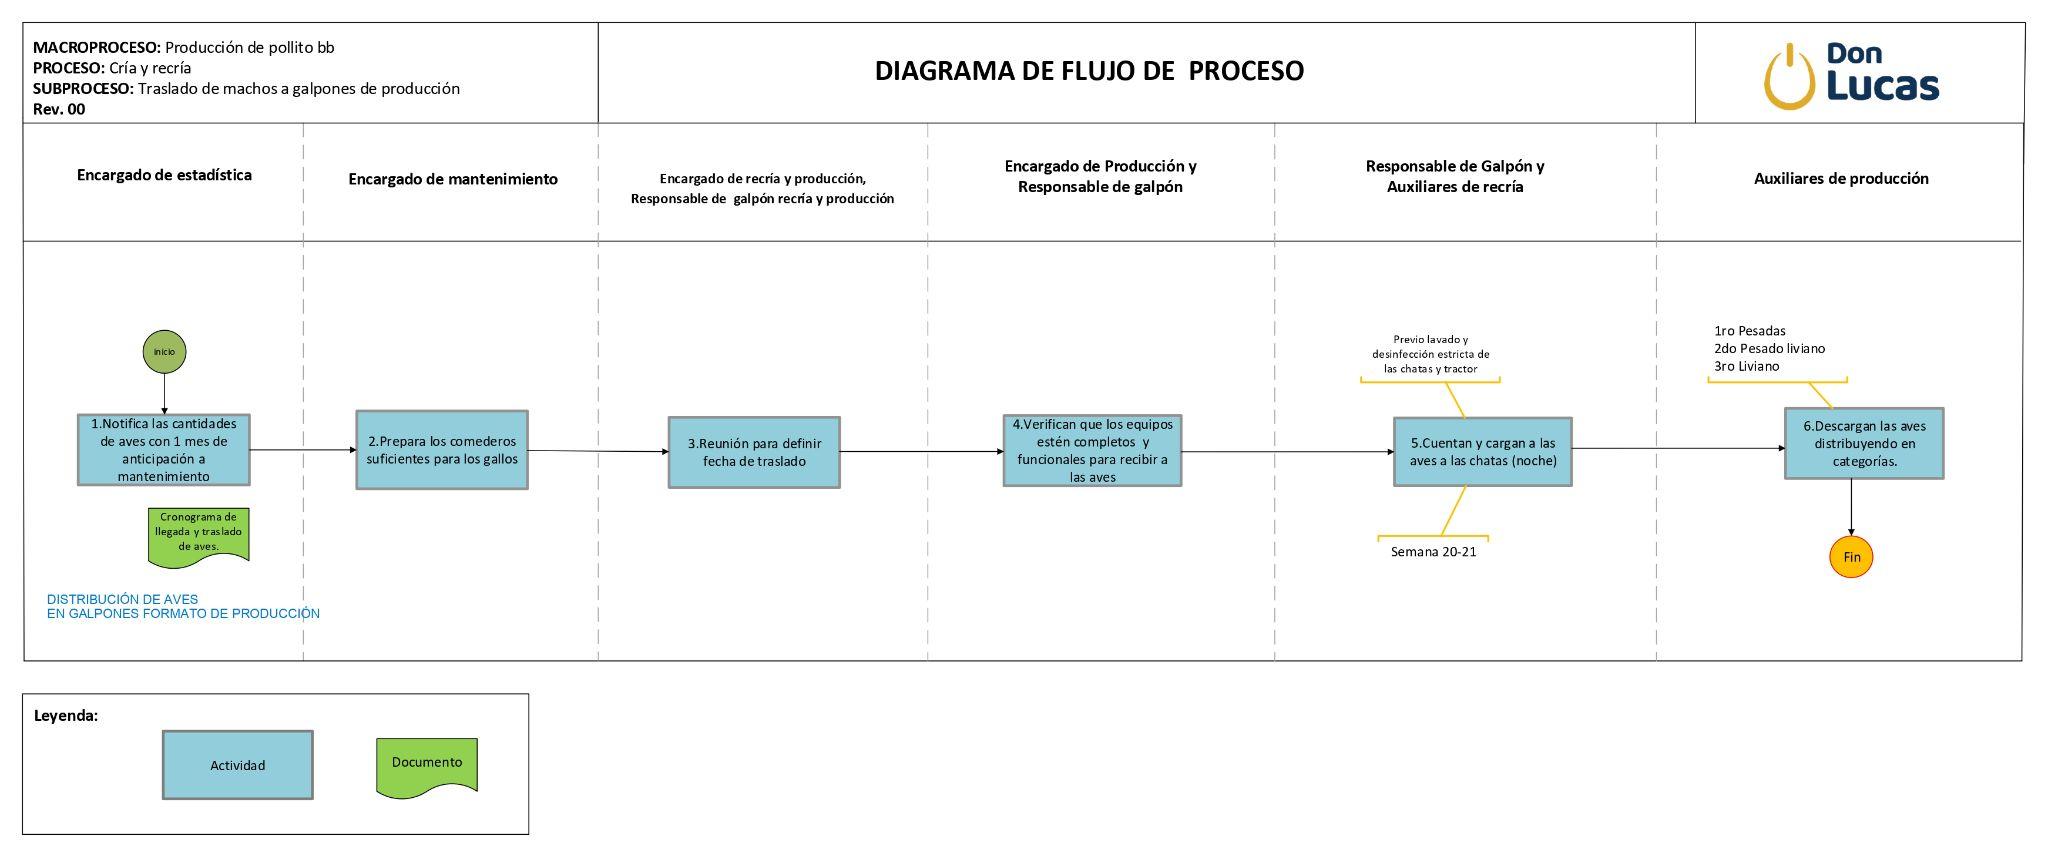 MACROPROCESO: Producción de pollito bb
PROCESO: Cría y recría
SUBPROCESO: Traslado de machos a galpones de producción
Rev. 00
DIAGRAMA DE FLUJO DE PROCESO
Don
Lucas
Encargado de estadística
Encargado de mantenimiento
Encargado de recría y producción,
Responsable de galpón recría y producción
Encargado de Producción y
Responsable de galpón
Responsable de Galpón y
Auxiliares de recría
Auxiliares de producción
inicio
1.Notifica las cantidades
de aves con 1 mes de
anticipación a
mantenimiento
Cronograma de
llegada y traslado
de aves.
DISTRIBUCIÓN DE AVES
EN GALPONES FORMATO DE PRODUCCIÓN
2.Prepara los comederos
suficientes para los gallos
3.Reunión para definir
fecha de traslado
4.Verifican que los equipos
estén completos y
funcionales para recibir a
las aves
Previo lavado y
desinfección estricta de
las chatas y tractor
5.Cuentan y cargan a las
aves a las chatas (noche)
Semana 20-21
1ro Pesadas
2do Pesado liviano
3ro Liviano
6.Descargan las aves
distribuyendo en
categorías.
Fin
Leyenda:
Actividad
Documento